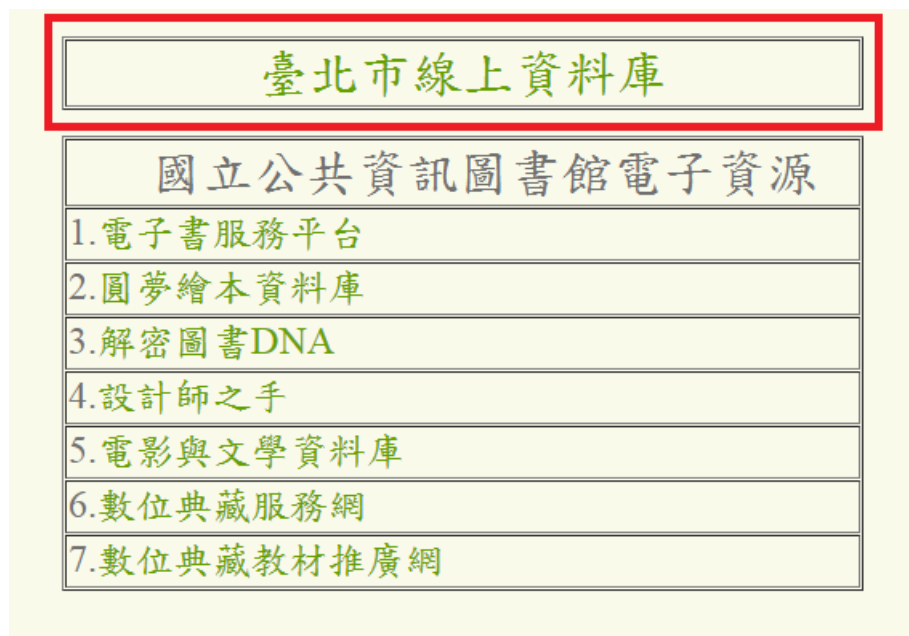 臺北市線上資料庫
國立公共資訊圖書館電子資源
1.電子書服務平台
2.圓夢繪本資料庫
3.解密圖書DNA
4.設計師之手
5.電影與文學資料庫
6.數位典藏服務網
7.數位典藏教材推廣網